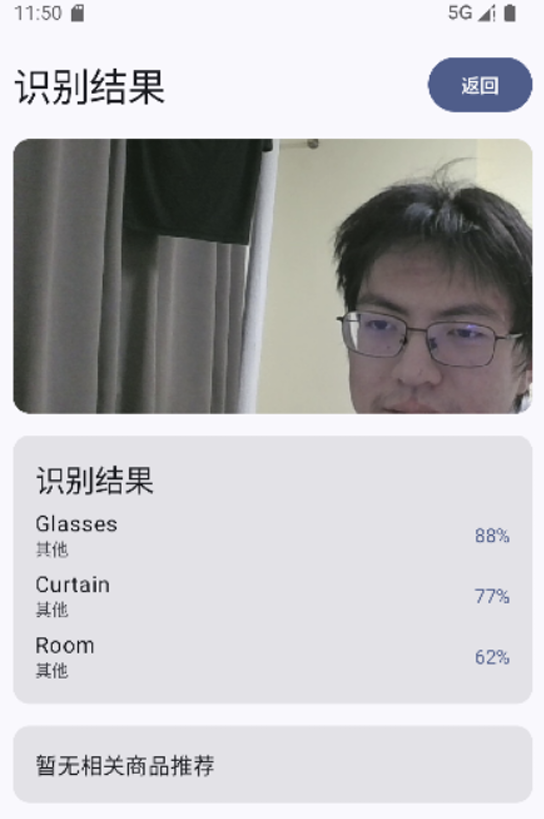 11:50
5G
识别结果
返回
识别结果
Glasses
其他
88%
Curtain
其他
77%
Room
其他
62%
暂无相关商品推荐